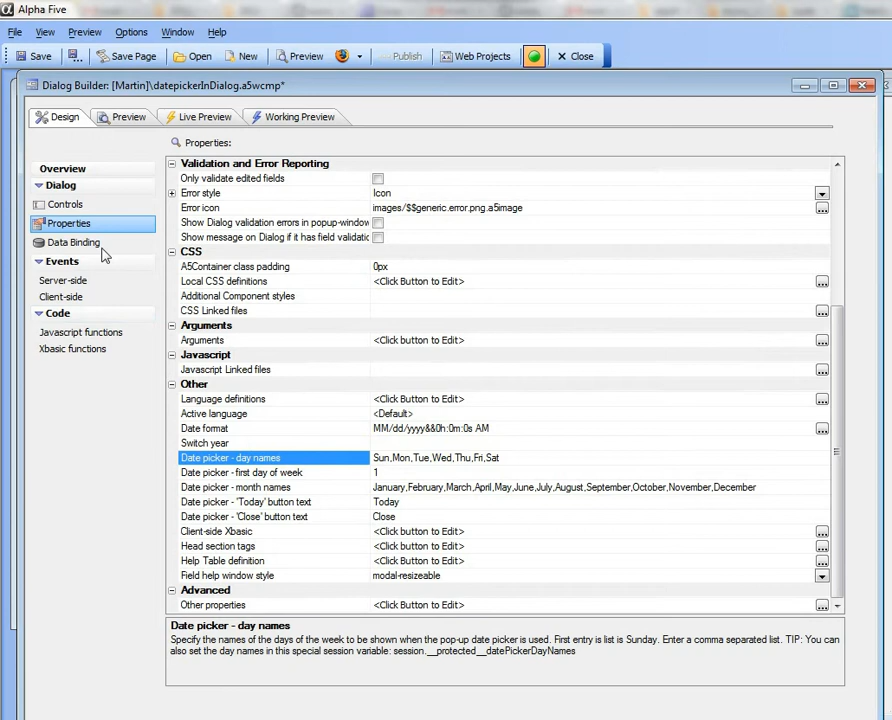 Alpha Five
File View Preview Options Window Help
Save Save Page Open New Preview Publish Web Projects Close
Dialog Builder: [Martin]\datepickerInDialog.a5wcmp*
Design Preview Live Preview Working Preview
Properties:
Overview
Dialog
Controls
Properties
Data Binding
Events
Server-side
Client-side
Code
Javascript functions
Xbasic functions
Validation and Error Reporting
Only validate edited fields
Error style Icon
Error icon images/$$generic.error.png.a5image
Show Dialog validation errors in popup-window
Show message on Dialog if it has field validatic
CSS
A5Container class padding 0px
Local CSS definitions <Click Button to Edit>
Additional Component styles
CSS Linked files
Arguments
Arguments <Click button to Edit>
Javascript
Javascript Linked files
Other
Language definitions <Click Button to Edit>
Active language <Default>
Date format MM/dd/yyyy&&0h:0m:0s AM
Switch year
Date picker - day names Sun,Mon,Tue,Wed,Thu,Fri,Sat
Date picker - first day of week 1
Date picker - month names January,February,March,April,May,June,July,August,September,October,November,December
Date picker - 'Today' button text Today
Date picker - 'Close' button text Close
Client-side Xbasic <Click button to Edit>
Head section tags <Click Button to Edit>
Help Table definition <Click button to Edit>
Field help window style modal-resizeable
Advanced
Other properties <Click Button to Edit>
Date picker - day names
Specify the names of the days of the week to be shown when the pop-up date picker is used. First entry is list is Sunday. Enter a comma separated list. TIP: You can
also set the day names in this special session variable: session.__protected__datePickerDayNames